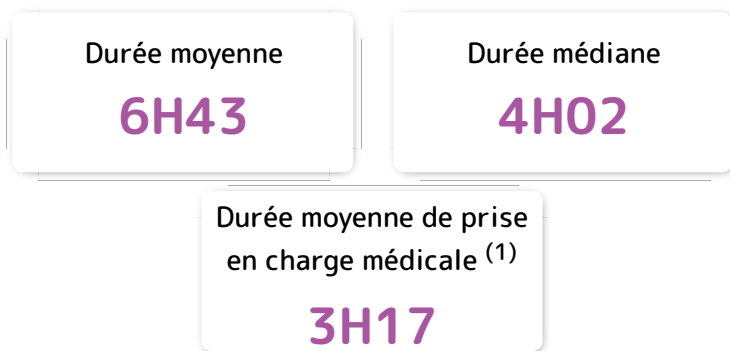 Durée moyenne
6H43
Durée médiane
4H02
Durée moyenne de prise
en charge médicale (1)
3H17